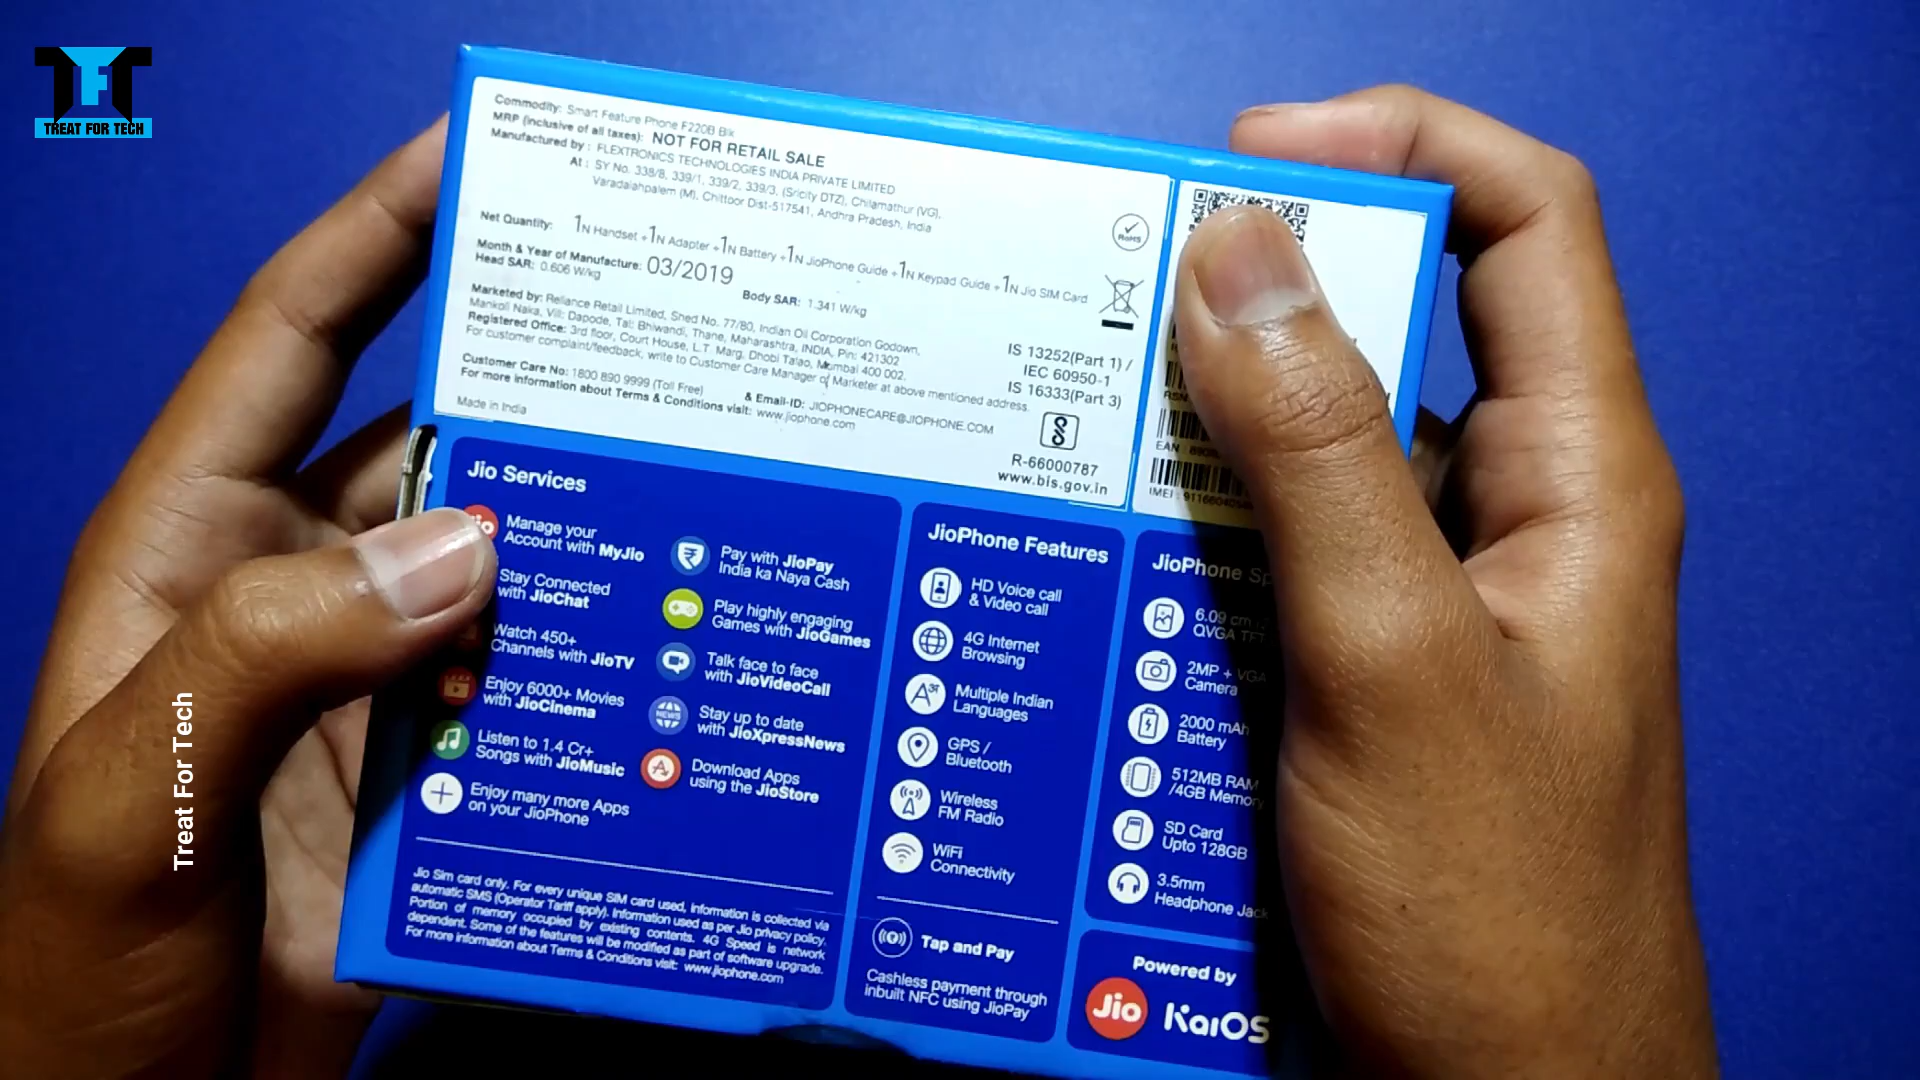 TFT
TREAT FOR TECH
Commodity: Smart Feature Phone F220B Blk
MRP (inclusive of all taxes): NOT FOR RETAIL SALE
Manufactured by : FLEXTRONICS TECHNOLOGIES INDIA PRIVATE LIMITED
At : SY No. 338/8, 339/1, 339/2, 339/3, (Sricity DTZ), Chilamathur (VG),
Varadaiahpalem (M), Chittoor Dist-517541, Andhra Pradesh, India
Net Quantity: 1N Handset +1N Adapter +1N Battery +1N JioPhone Guide +1N Keypad Guide +1N Jio SIM Card
Month & Year of Manufacture: 03/2019
Head SAR: 0.606 W/kg Body SAR: 1.341 W/kg
Marketed by: Reliance Retail Limited, Shed No. 77/80, Indian Oil Corporation Godown,
Mankoli Naka, Vill: Dapode, Tal: Bhiwandi, Thane, Maharashtra, INDIA, Pin: 421302
Registered Office: 3rd floor, Court House, L.T. Marg, Dhobi Talao, Mumbai 400 002.
For customer complaint/feedback, write to Customer Care Manager of Marketer at above mentioned address.
Customer Care No: 1800 890 9999 (Toll Free) & Email-ID: JIOPHONECARE@JIOPHONE.COM
For more information about Terms & Conditions visit: www.jiophone.com
Made in India
RoHS
IS 13252(Part 1) /
IEC 60950-1
IS 16333(Part 3)
R-66000787
www.bis.gov.in
RSN
EAN :
IMEI :
Jio Services
Jio
Manage your
Account with MyJio
Stay Connected
with JioChat
Watch 450+
Channels with JioTV
Enjoy 6000+ Movies
with JioCinema
Listen to 1.4 Cr+
Songs with JioMusic
Enjoy many more Apps
on your JioPhone
Pay with JioPay
India ka Naya Cash
Play highly engaging
Games with JioGames
Talk face to face
with JioVideoCall
NEWS
Stay up to date
with JioXpressNews
Download Apps
using the JioStore
Jio Sim card only. For every unique SIM card used, information is collected via
automatic SMS (Operator Tariff apply). Information used as per Jio privacy policy.
Portion of memory occupied by existing contents. 4G Speed is network
dependent. Some of the features will be modified as part of software upgrade.
For more information about Terms & Conditions visit: www.jiophone.com
JioPhone Features
HD Voice call
& Video call
4G Internet
Browsing
Multiple Indian
Languages
GPS /
Bluetooth
Wireless
FM Radio
WiFi
Connectivity
Tap and Pay
Cashless payment through
inbuilt NFC using JioPay
JioPhone Sp
6.09 cm
QVGA TFT
2MP + VGA
Camera
2000 mAh
Battery
512MB RAM
/4GB Memory
SD Card
Upto 128GB
3.5mm
Headphone Jack
Powered by
Jio KaiOS
Treat For Tech